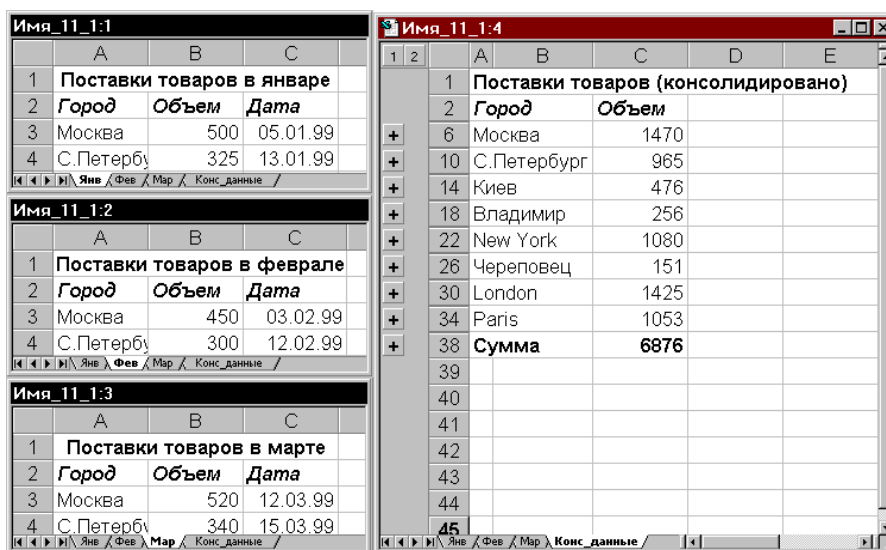 Имя_11_1:1
A B C
1 Поставки товаров в январе
2 Город Объем Дата
3 Москва 500 05.01.99
4 С.Петербу 325 13.01.99
Янв Фев Мар Конс_данные
Имя_11_1:2
A B C
1 Поставки товаров в феврале
2 Город Объем Дата
3 Москва 450 03.02.99
4 С.Петербу 300 12.02.99
Янв Фев Мар Конс_данные
Имя_11_1:3
A B C
1 Поставки товаров в марте
2 Город Объем Дата
3 Москва 520 12.03.99
4 С.Петербу 340 15.03.99
Янв Фев Мар Конс_данные
Имя_11_1:4
1 2 A B C D E
1 Поставки товаров (консолидировано)
2 Город Объем
+ 6 Москва 1470
+ 10 С.Петербург 965
+ 14 Киев 476
+ 18 Владимир 256
+ 22 New York 1080
+ 26 Череповец 151
+ 30 London 1425
+ 34 Paris 1053
+ 38 Сумма 6876
39
40
41
42
43
44
45
Янв Фев Мар Конс_данные